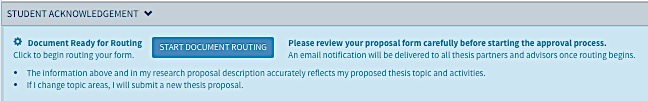 STUDENT ACKNOWLEDGEMENT
Document Ready for Routing
Click to begin routing your form.
START DOCUMENT ROUTING
Please review your proposal form carefully before starting the approval process.
An email notification will be delivered to all thesis partners and advisors once routing begins.
• The information above and in my research proposal description accurately reflects my proposed thesis topic and activities.
• If I change topic areas, I will submit a new thesis proposal.